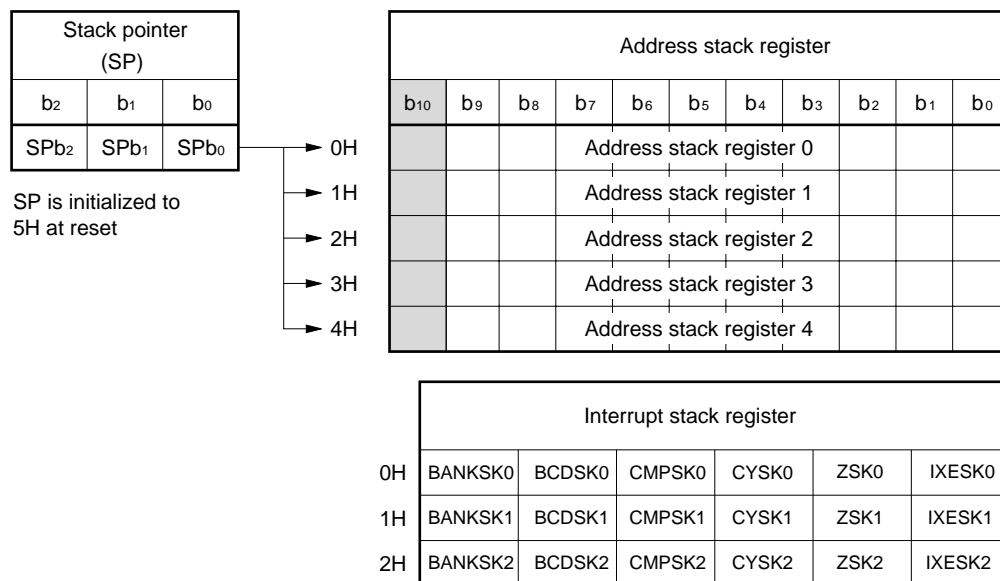 Stack pointer
(SP)
b2 b1 b0
SPb2 SPb1 SPb0
SP is initialized to
5H at reset
Address stack register
b10 b9 b8 b7 b6 b5 b4 b3 b2 b1 b0
0H Address stack register 0
1H Address stack register 1
2H Address stack register 2
3H Address stack register 3
4H Address stack register 4
Interrupt stack register
0H BANKSK0 BCDSK0 CMPSK0 CYSK0 ZSK0 IXESK0
1H BANKSK1 BCDSK1 CMPSK1 CYSK1 ZSK1 IXESK1
2H BANKSK2 BCDSK2 CMPSK2 CYSK2 ZSK2 IXESK2